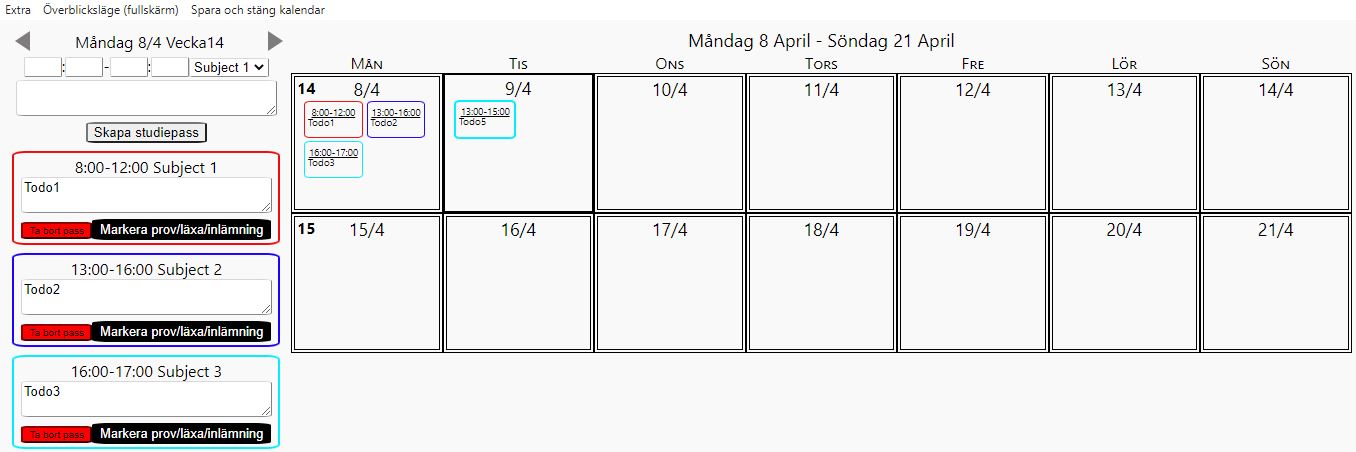 Extra Överblicksläge (fullskärm) Spara och stäng kalendar
Måndag 8/4 Vecka14
: - : Subject 1
Skapa studiepass
8:00-12:00 Subject 1
Todo1
Ta bort pass Markera prov/läxa/inlämning
13:00-16:00 Subject 2
Todo2
Ta bort pass Markera prov/läxa/inlämning
16:00-17:00 Subject 3
Todo3
Ta bort pass Markera prov/läxa/inlämning
Måndag 8 April - Söndag 21 April
Mån Tis Ons Tors Fre Lör Sön
14 8/4 9/4 10/4 11/4 12/4 13/4 14/4
8:00-12:00 13:00-16:00 13:00-15:00
Todo1 Todo2 Todo5
16:00-17:00
Todo3
15 15/4 16/4 17/4 18/4 19/4 20/4 21/4